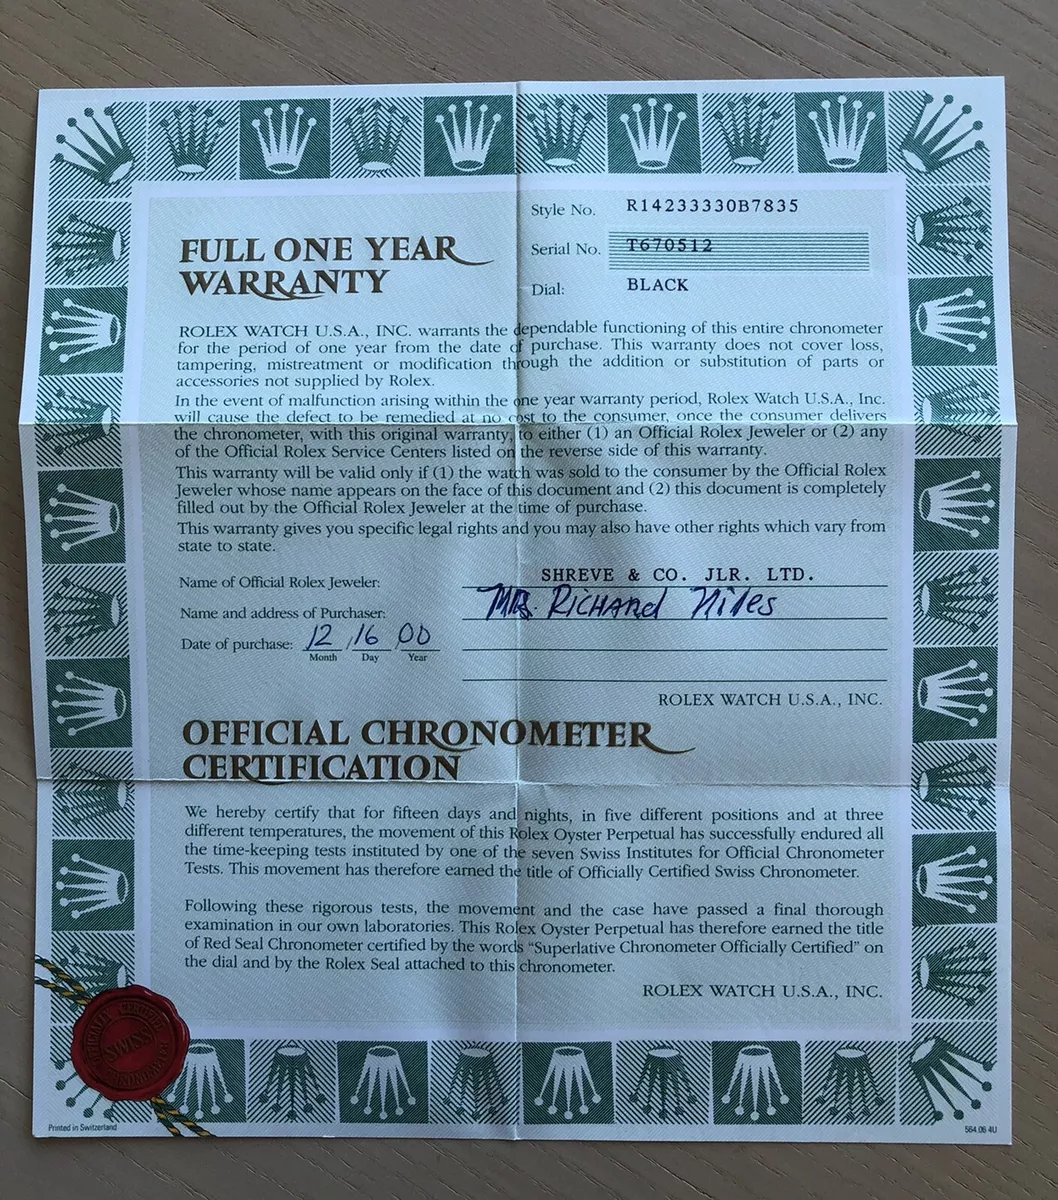 Style No. R14233330B7835
FULL ONE YEAR
WARRANTY
Serial No. T670512
Dial: BLACK
ROLEX WATCH U.S.A., INC. warrants the dependable functioning of this entire chronometer
for the period of one year from the date of purchase. This warranty does not cover loss,
tampering, mistreatment or modification through the addition or substitution of parts or
accessories not supplied by Rolex.
In the event of malfunction arising within the one year warranty period, Rolex Watch U.S.A., Inc.
will cause the defect to be remedied at no cost to the consumer, once the consumer delivers
the chronometer, with this original warranty, to either (1) an Official Rolex Jeweler or (2) any
of the Official Rolex Service Centers listed on the reverse side of this warranty.
This warranty will be valid only if (1) the watch was sold to the consumer by the Official Rolex
Jeweler whose name appears on the face of this document and (2) this document is completely
filled out by the Official Rolex Jeweler at the time of purchase.
This warranty gives you specific legal rights and you may also have other rights which vary from
state to state.
Name of Official Rolex Jeweler: SHREVE & CO. JLR. LTD.
Name and address of Purchaser: MR. RICHARD Niles
Date of purchase: 12 16 00
Month Day Year
ROLEX WATCH U.S.A., INC.
OFFICIAL CHRONOMETER
CERTIFICATION
We hereby certify that for fifteen days and nights, in five different positions and at three
different temperatures, the movement of this Rolex Oyster Perpetual has successfully endured all
the time-keeping tests instituted by one of the seven Swiss Institutes for Official Chronometer
Tests. This movement has therefore earned the title of Officially Certified Swiss Chronometer.
Following these rigorous tests, the movement and the case have passed a final thorough
examination in our own laboratories. This Rolex Oyster Perpetual has therefore earned the title
of Red Seal Chronometer certified by the words “Superlative Chronometer Officially Certified” on
the dial and by the Rolex Seal attached to this chronometer.
ROLEX WATCH U.S.A., INC.
OFFICIALLY CERTIFIED
SWISS
CHRONOMETER
Printed in Switzerland
564.06 4U